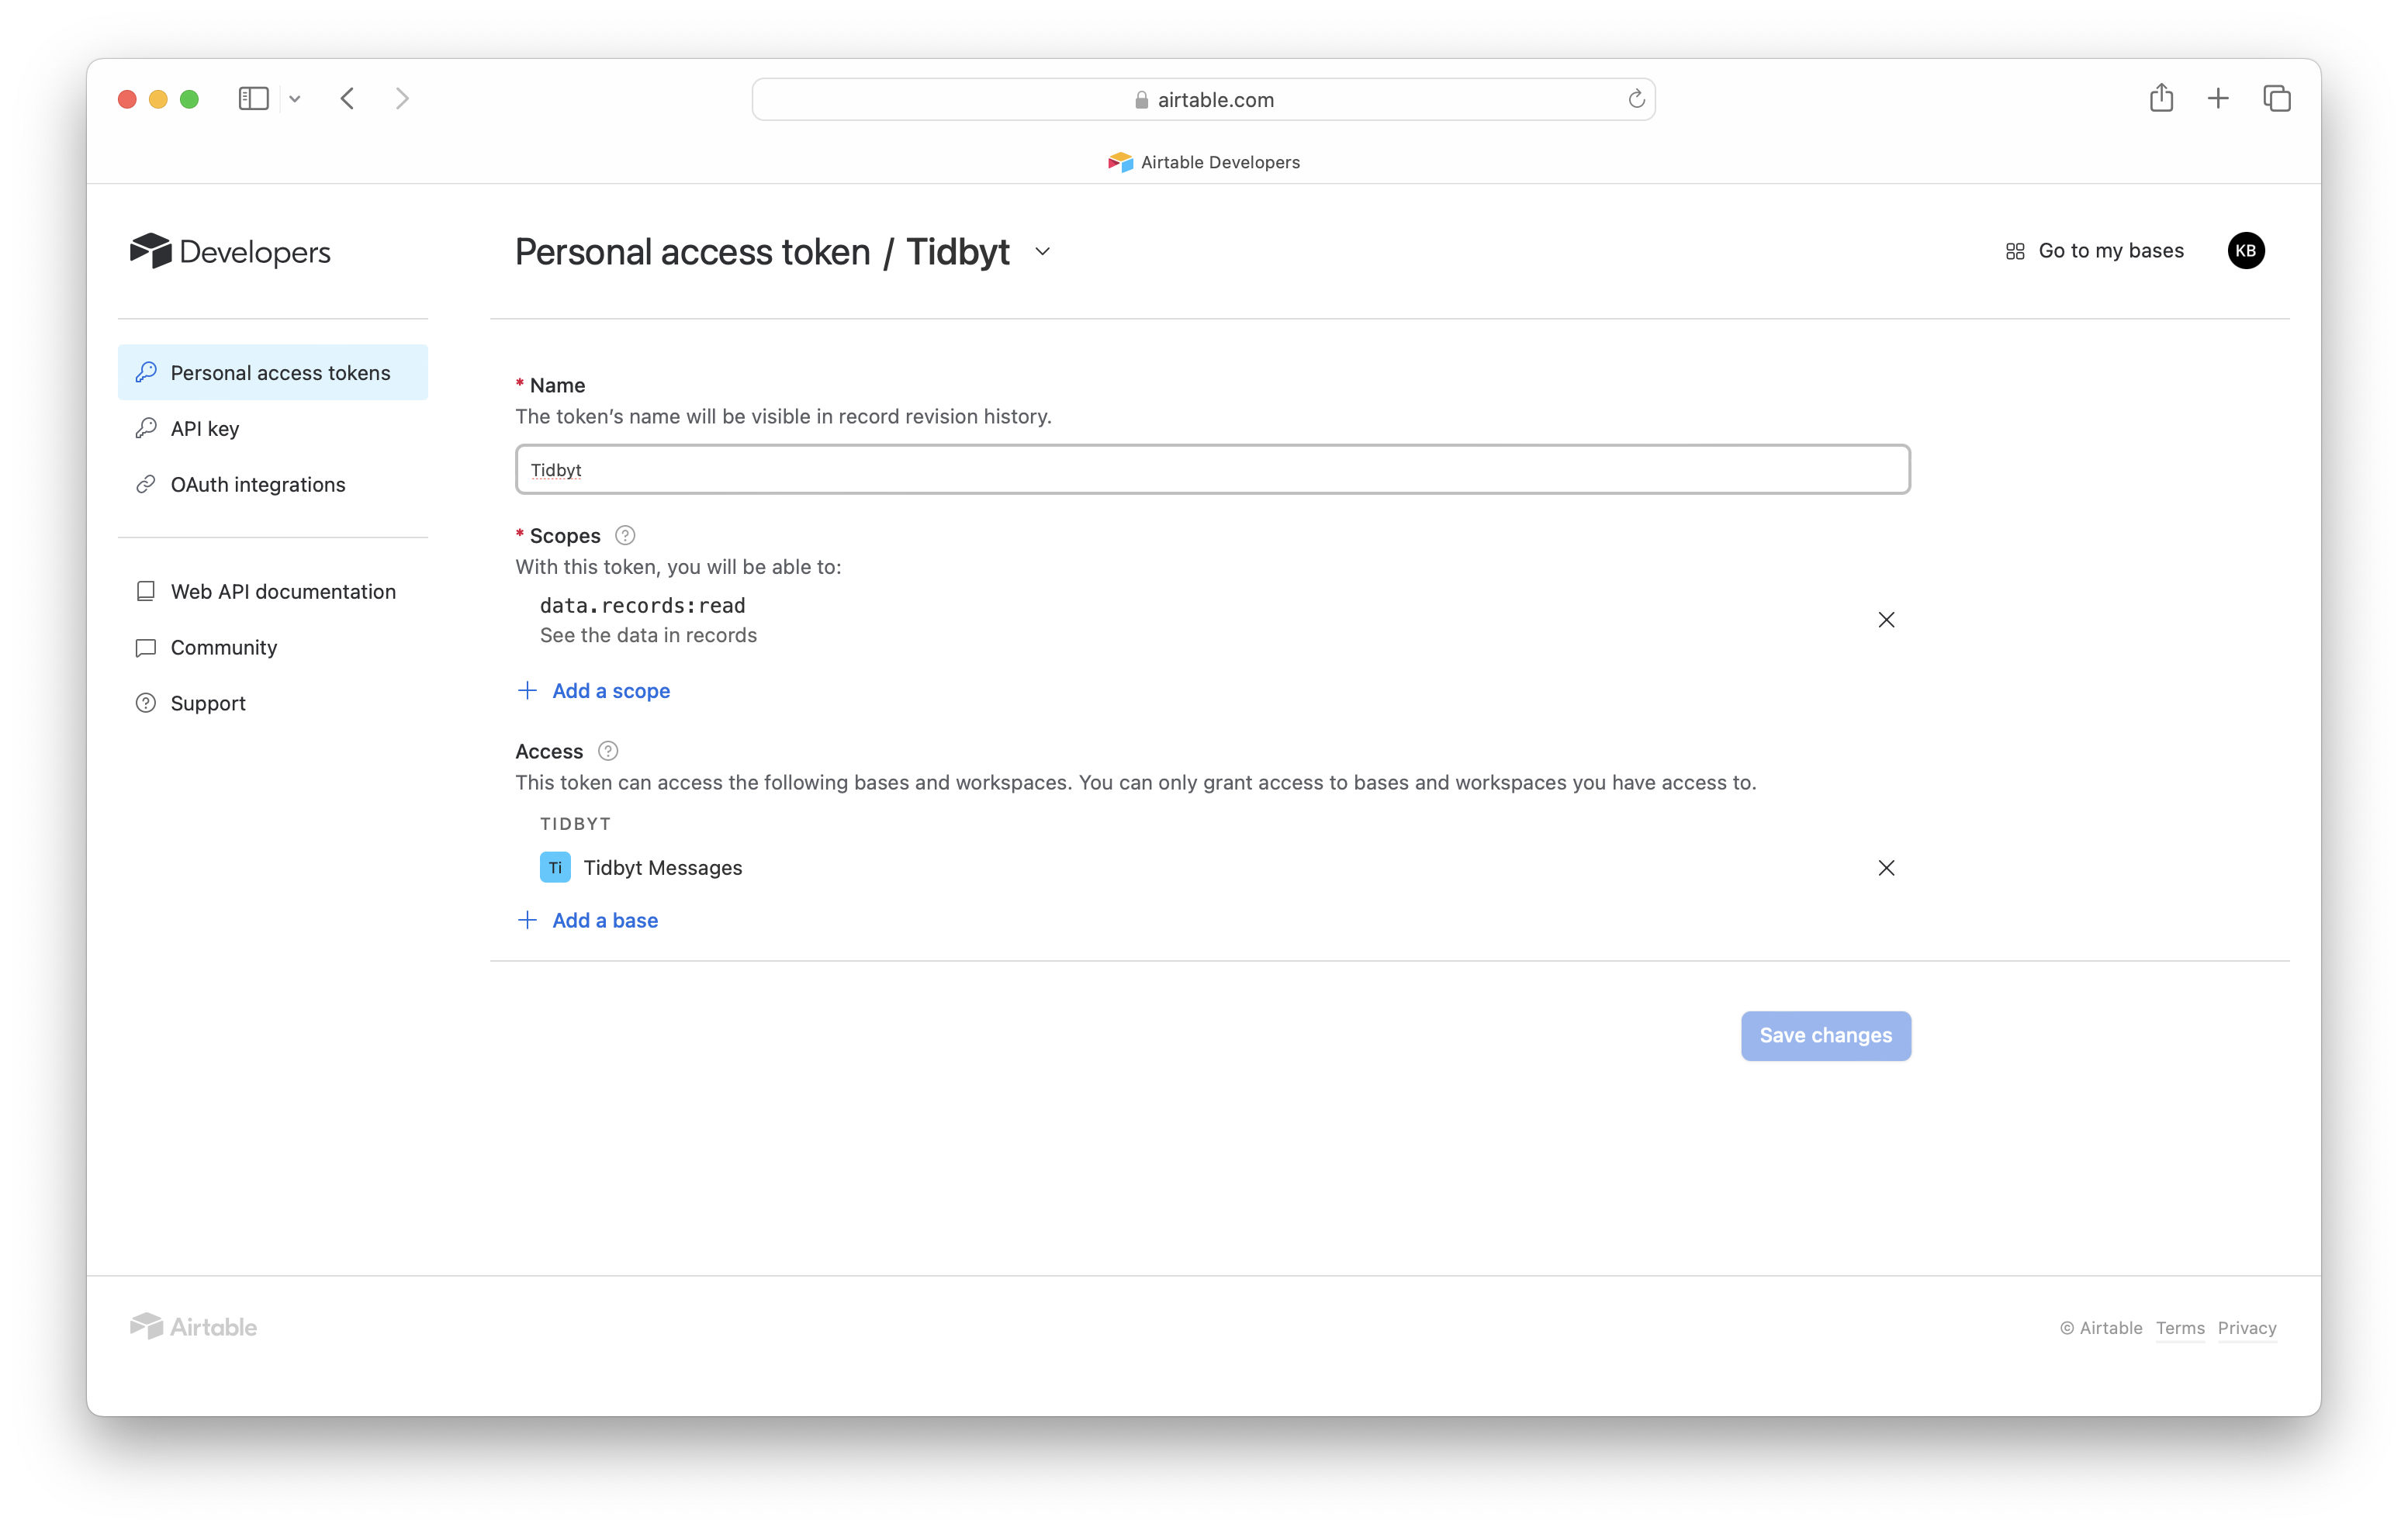 airtable.com
Airtable Developers
Developers
Personal access token / Tidbyt
Go to my bases
KB
Personal access tokens
API key
OAuth integrations
Web API documentation
Community
Support
* Name
The token’s name will be visible in record revision history.
Tidbyt
* Scopes ?
With this token, you will be able to:
data.records:read
See the data in records
+ Add a scope
Access ?
This token can access the following bases and workspaces. You can only grant access to bases and workspaces you have access to.
TIDBYT
Ti Tidbyt Messages
+ Add a base
Save changes
Airtable
© Airtable Terms Privacy